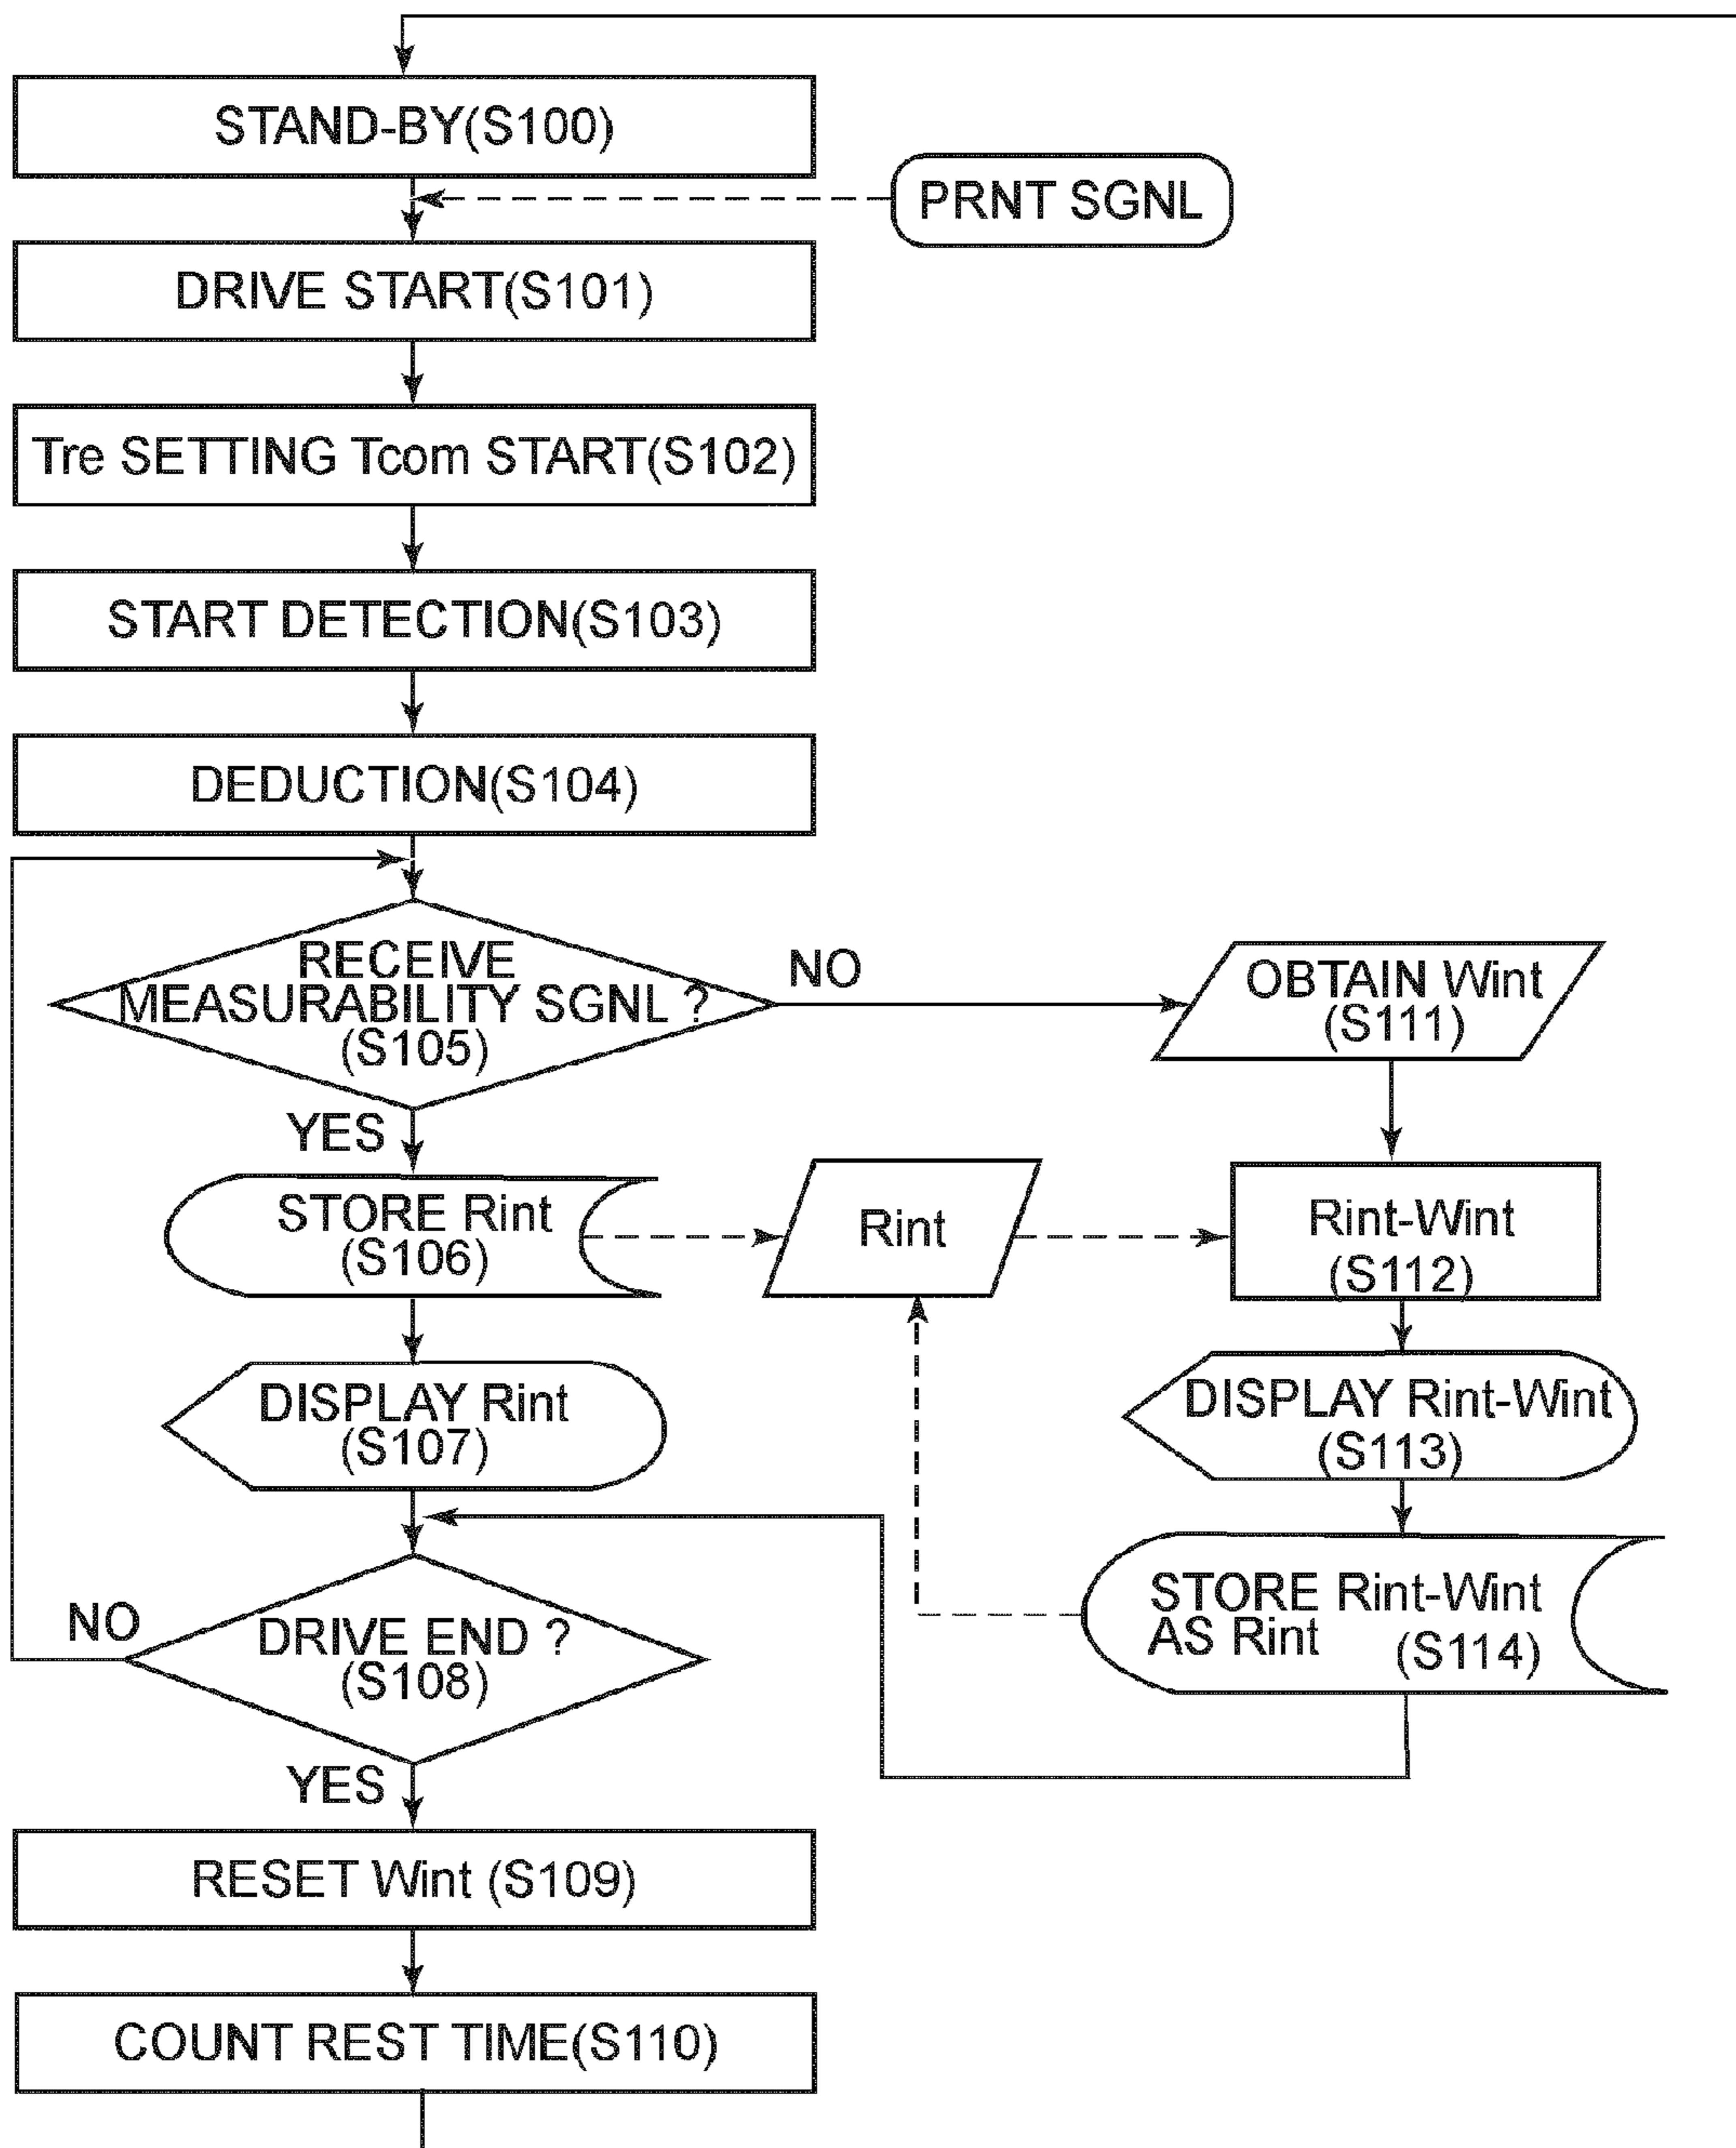 STAND-BY(S100)
PRNT SGNL
DRIVE START(S101)
Tre SETTING Tcom START(S102)
START DETECTION(S103)
DEDUCTION(S104)
RECEIVE
MEASURABILITY SGNL ?
(S105)
NO
OBTAIN Wint
(S111)
YES
STORE Rint
(S106)
Rint
Rint-Wint
(S112)
DISPLAY Rint
(S107)
DISPLAY Rint-Wint
(S113)
NO
DRIVE END ?
(S108)
STORE Rint-Wint
AS Rint (S114)
YES
RESET Wint (S109)
COUNT REST TIME(S110)